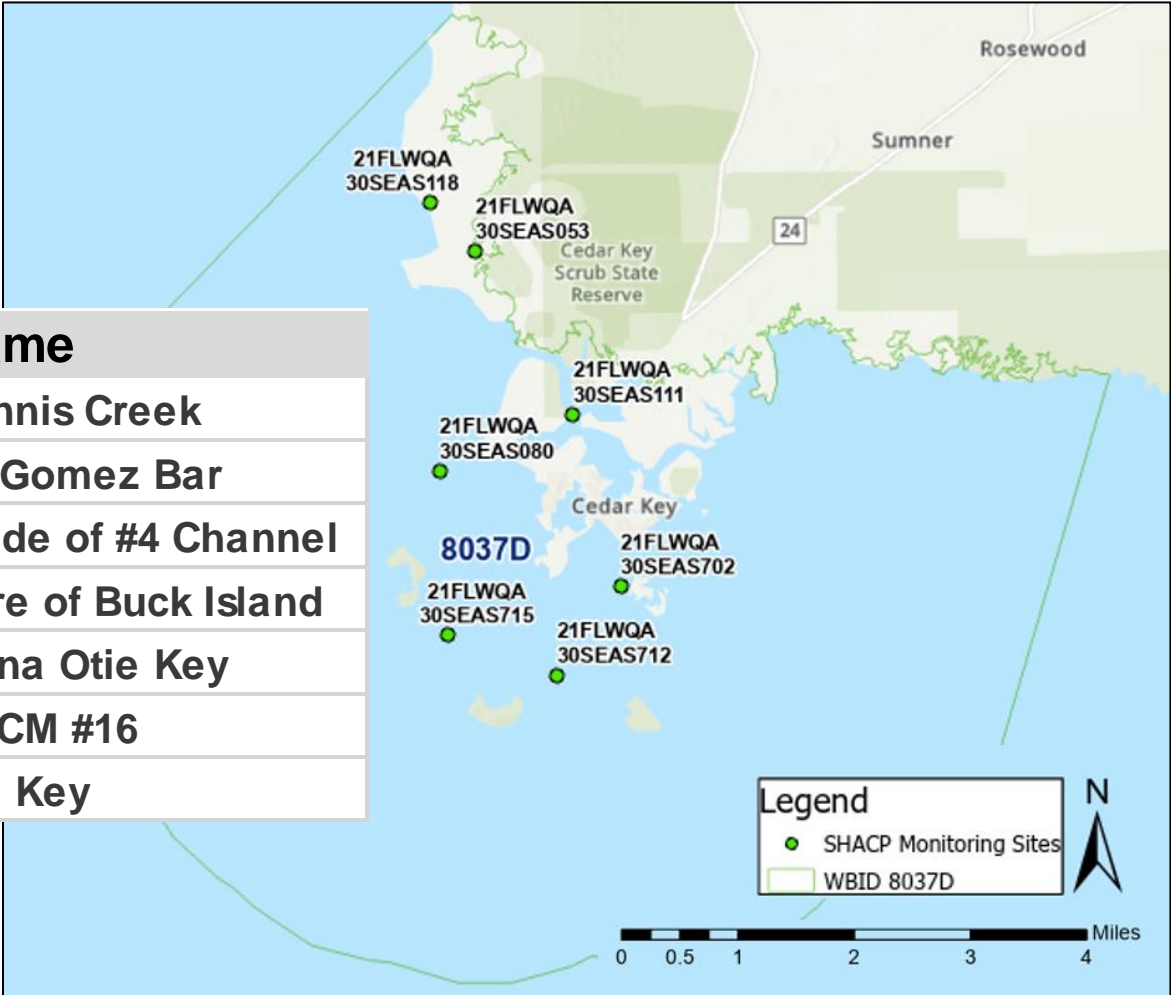 Rosewood
Sumner
21FLWQA
30SEAS118
21FLWQA
30SEAS053
24
Cedar Key
Scrub State
Reserve
me
nnis Creek
Gomez Bar
de of #4 Channel
re of Buck Island
na Otie Key
CM #16
Key
21FLWQA
30SEAS111
21FLWQA
30SEAS080
Cedar Key
8037D
21FLWQA
30SEAS702
21FLWQA
30SEAS715
21FLWQA
30SEAS712
Legend
SHACP Monitoring Sites
WBID 8037D
N
Miles
0 0.5 1 2 3 4